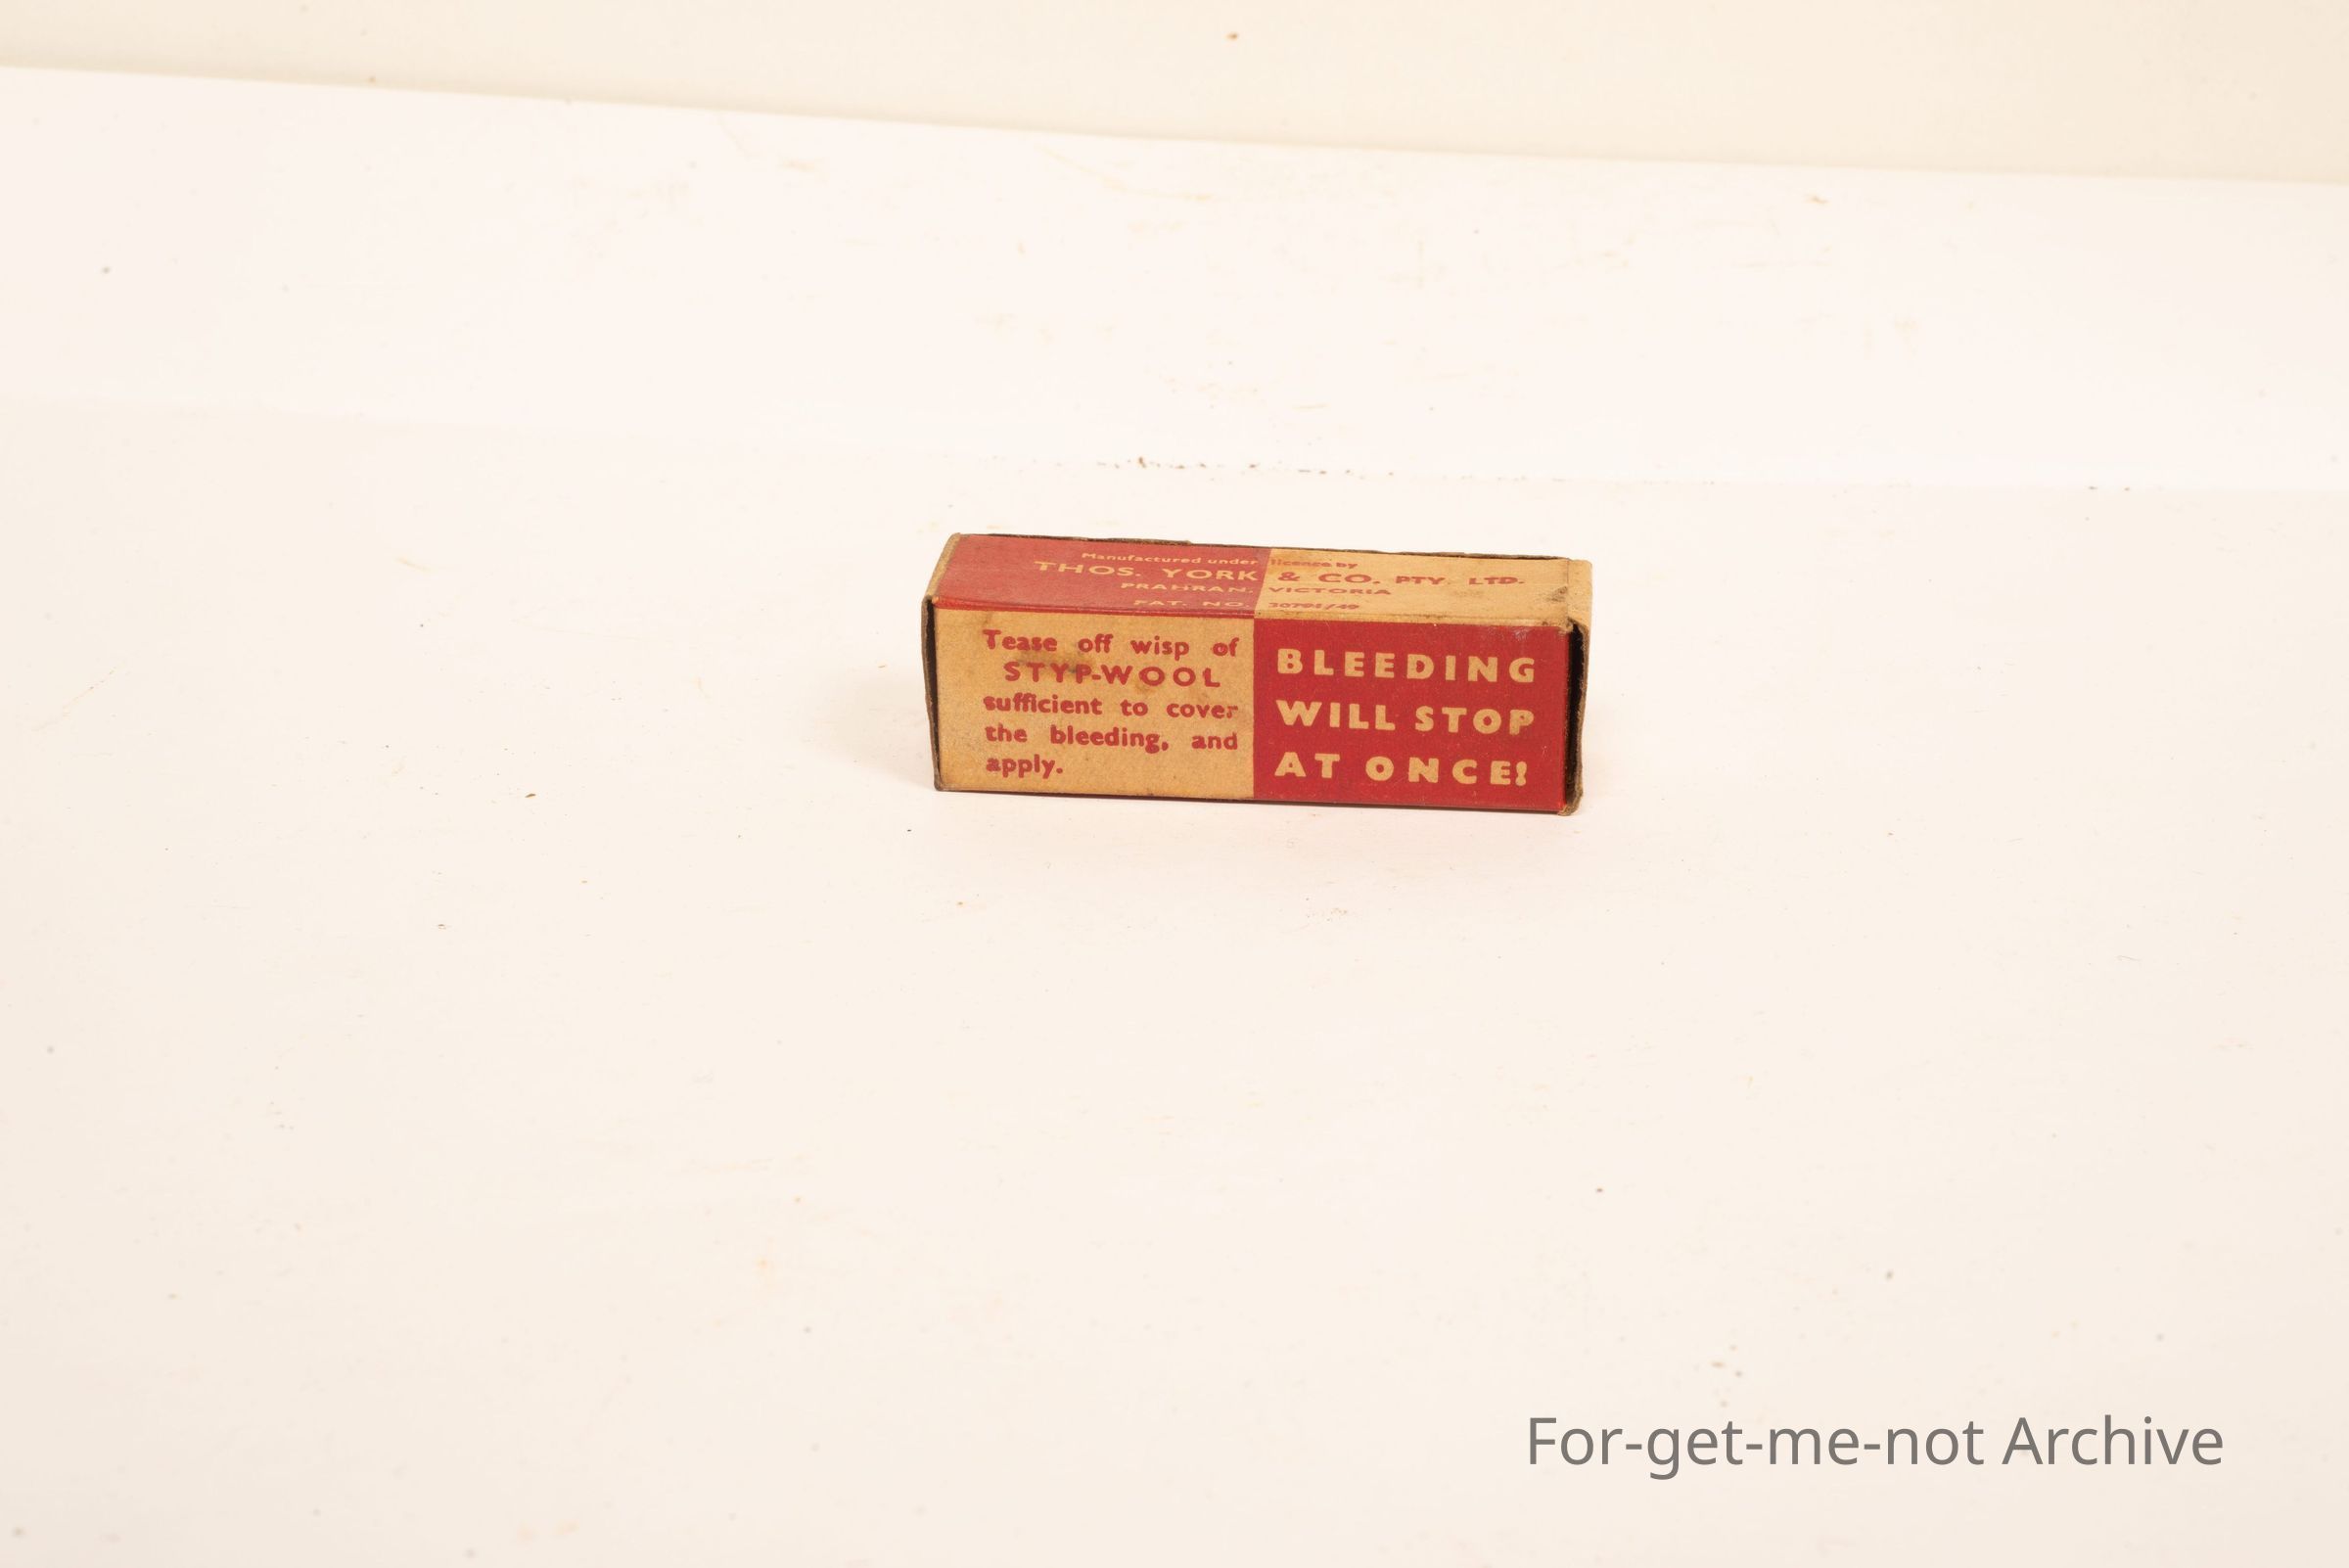 Manufactured under licence by
THOS. YORK & CO. PTY. LTD.
PRAHRAN. VICTORIA
PAT. NO.
Tease off wisp of
STYP-WOOL
sufficient to cover
the bleeding, and
apply.
BLEEDING
WILL STOP
AT ONCE!
For-get-me-not Archive